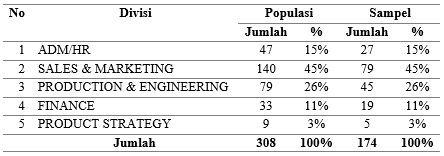 No Divisi Populasi Sampel
Jumlah % Jumlah %
1 ADM/HR 47 15% 27 15%
2 SALES & MARKETING 140 45% 79 45%
3 PRODUCTION & ENGINEERING 79 26% 45 26%
4 FINANCE 33 11% 19 11%
5 PRODUCT STRATEGY 9 3% 5 3%
Jumlah 308 100% 174 100%